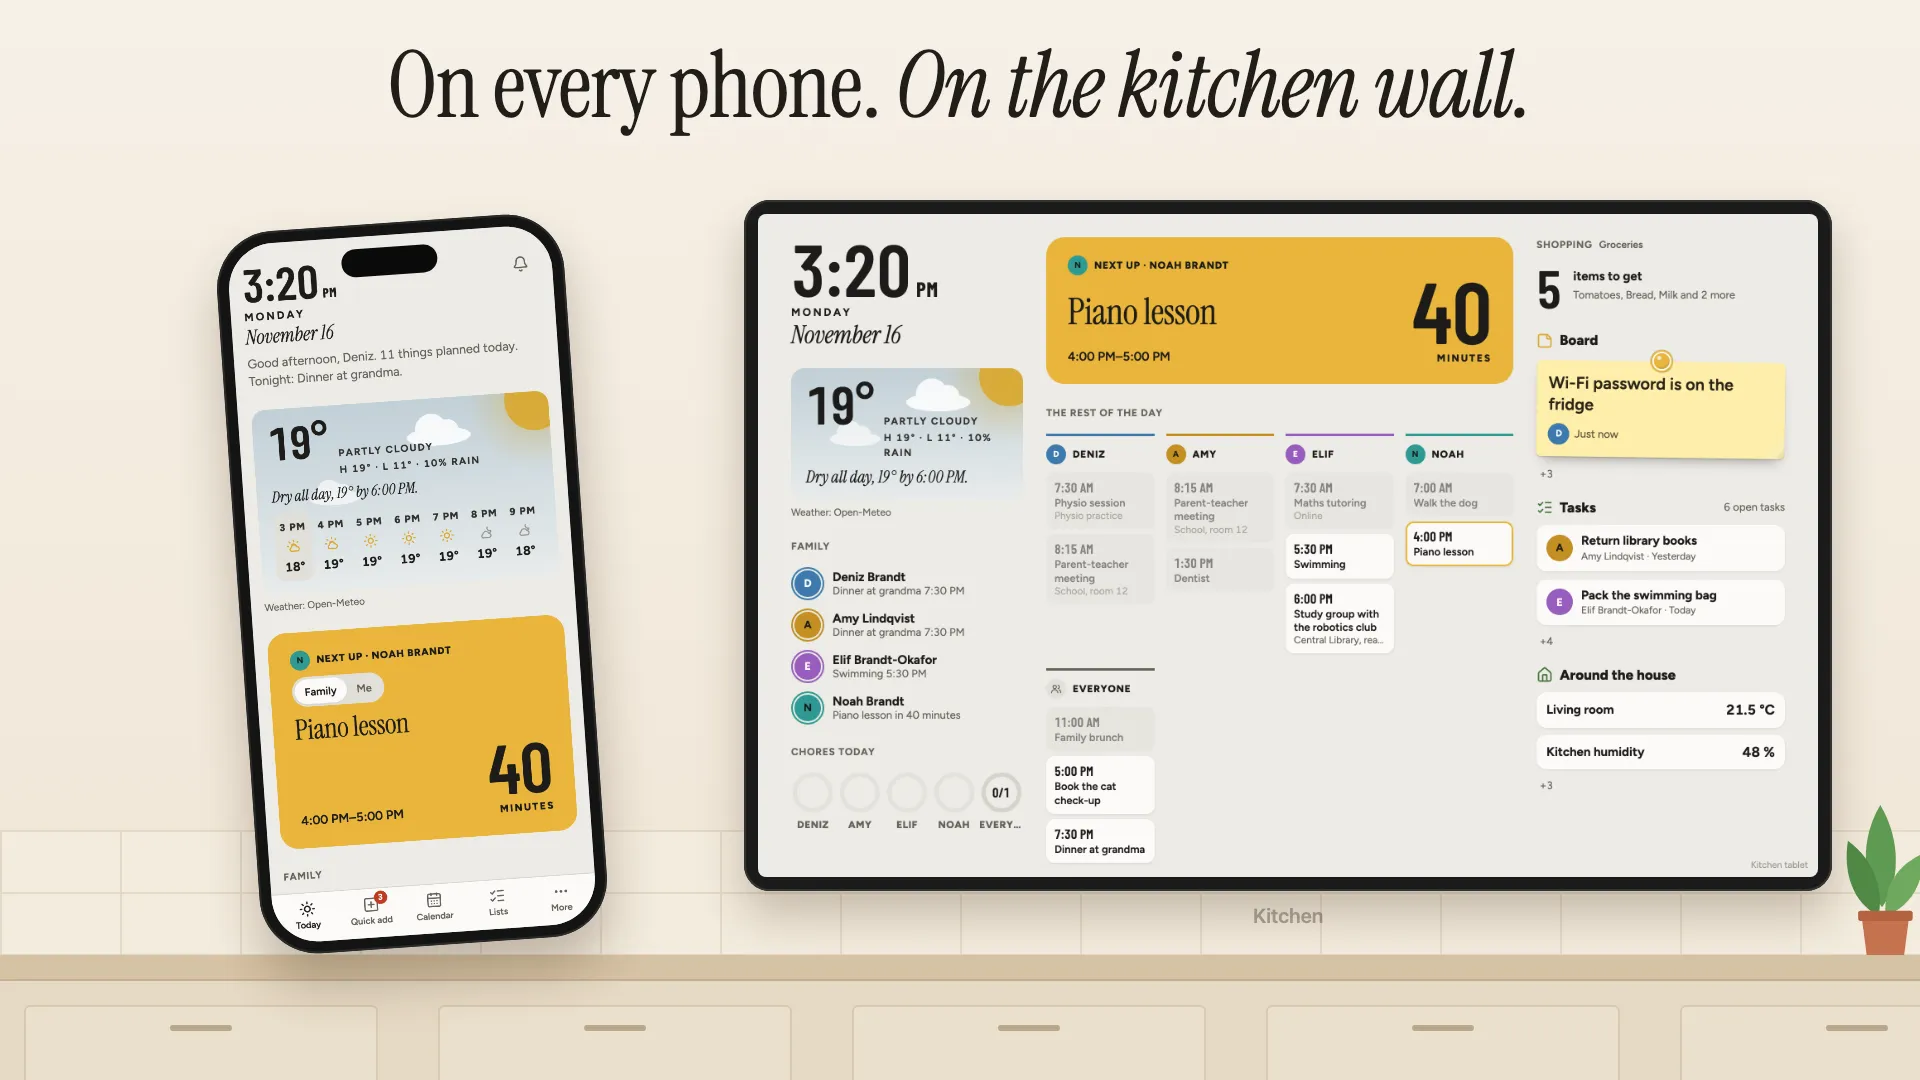 On every phone. On the kitchen wall.
3:20 PM
MONDAY
November 16
Good afternoon, Deniz. 11 things planned today.
Tonight: Dinner at grandma.
19°
PARTLY CLOUDY
H 19° · L 11° · 10% RAIN
Dry all day, 19° by 6:00 PM.
3 PM 4 PM 5 PM 6 PM 7 PM 8 PM 9 PM
18° 19° 19° 19° 19° 19° 18°
Weather: Open-Meteo
N NEXT UP · NOAH BRANDT
Family Me
Piano lesson
40
MINUTES
4:00 PM–5:00 PM
FAMILY
3
Today Quick add Calendar Lists More
3:20 PM
MONDAY
November 16
19°
PARTLY CLOUDY
H 19° · L 11° · 10%
RAIN
Dry all day, 19° by 6:00 PM.
Weather: Open-Meteo
FAMILY
D Deniz Brandt
Dinner at grandma 7:30 PM
A Amy Lindqvist
Dinner at grandma 7:30 PM
E Elif Brandt-Okafor
Swimming 5:30 PM
N Noah Brandt
Piano lesson in 40 minutes
CHORES TODAY
0/1
DENIZ AMY ELIF NOAH EVERY...
N NEXT UP · NOAH BRANDT
Piano lesson
4:00 PM–5:00 PM
40
MINUTES
THE REST OF THE DAY
D DENIZ
7:30 AM
Physio session
Physio practice
8:15 AM
Parent-teacher
meeting
School, room 12
A AMY
8:15 AM
Parent-teacher
meeting
School, room 12
1:30 PM
Dentist
E ELIF
7:30 AM
Maths tutoring
Online
5:30 PM
Swimming
6:00 PM
Study group with
the robotics club
Central Library, rea...
N NOAH
7:00 AM
Walk the dog
4:00 PM
Piano lesson
EVERYONE
11:00 AM
Family brunch
5:00 PM
Book the cat
check-up
7:30 PM
Dinner at grandma
SHOPPING Groceries
5 items to get
Tomatoes, Bread, Milk and 2 more
Board
Wi-Fi password is on the
fridge
D Just now
+3
Tasks 6 open tasks
A Return library books
Amy Lindqvist · Yesterday
E Pack the swimming bag
Elif Brandt-Okafor · Today
+4
Around the house
Living room 21.5 °C
Kitchen humidity 48 %
+3
Kitchen tablet
Kitchen